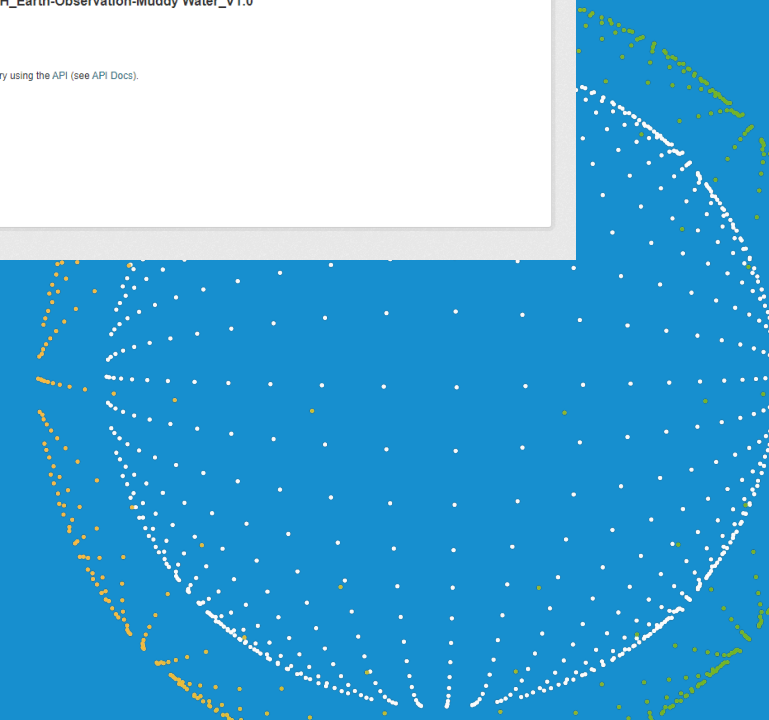 H_Earth-Observation-Muddy Water_V1.0
ry using the API (see API Docs).